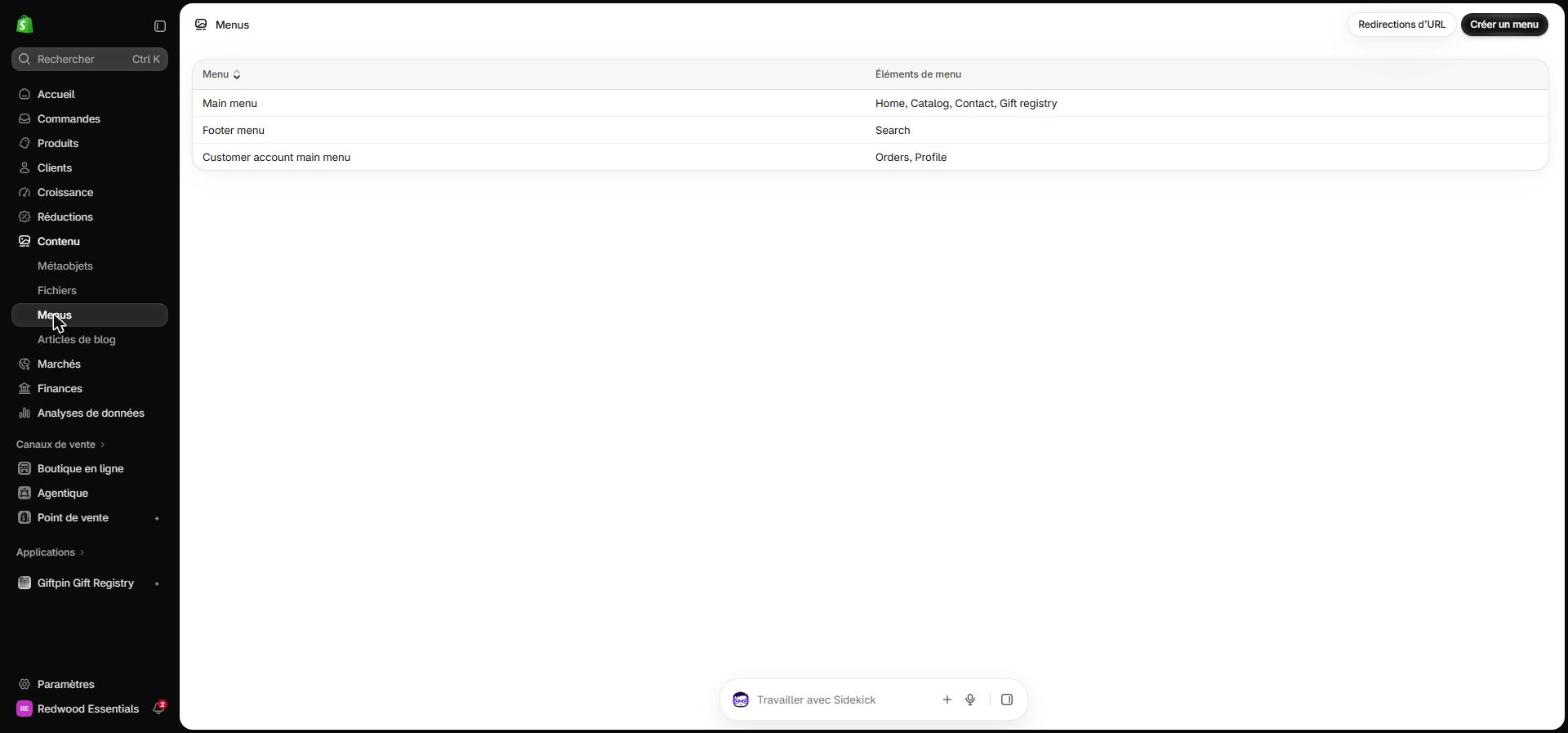 Rechercher Ctrl K
Accueil
Commandes
Produits
Clients
Croissance
Réductions
Contenu
Métaobjets
Fichiers
Menus
Articles de blog
Marchés
Finances
Analyses de données
Canaux de vente
Boutique en ligne
Agentique
Point de vente
Applications
Giftpin Gift Registry
Paramètres
RE Redwood Essentials 2
Menus Redirections d'URL Créer un menu
Menu Éléments de menu
Main menu Home, Catalog, Contact, Gift registry
Footer menu Search
Customer account main menu Orders, Profile
Travailler avec Sidekick